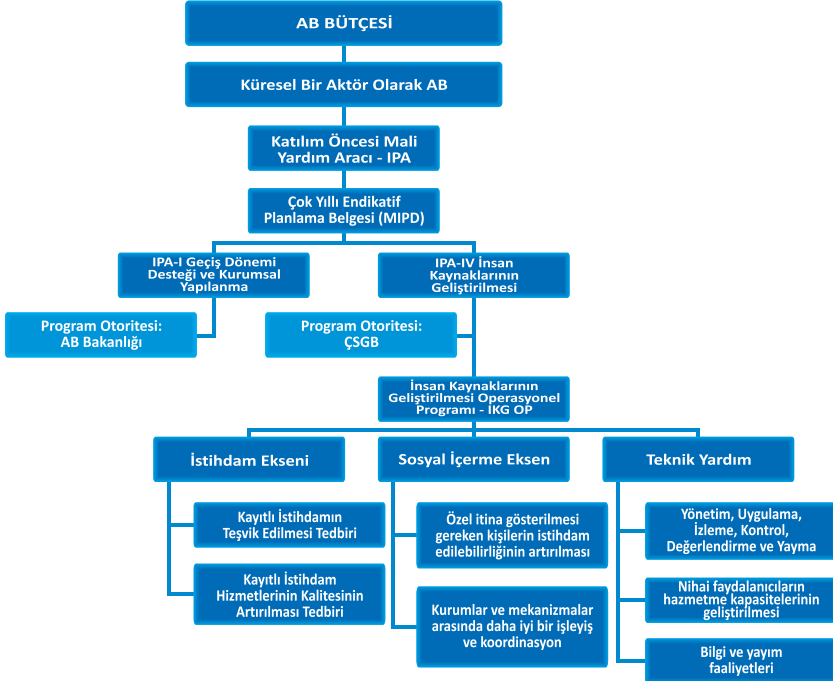 AB BÜTÇESİ
Küresel Bir Aktör Olarak AB
Katılım Öncesi Mali
Yardım Aracı - IPA
Çok Yıllı Endikatif
Planlama Belgesi (MIPD)
IPA-I Geçiş Dönemi
Desteği ve Kurumsal
Yapılanma
IPA-IV İnsan
Kaynaklarının
Geliştirilmesi
Program Otoritesi:
AB Bakanlığı
Program Otoritesi:
ÇSGB
İnsan Kaynaklarının
Geliştirilmesi Operasyonel
Programı - İKG OP
İstihdam Ekseni
Sosyal İçerme Eksen
Teknik Yardım
Kayıtlı İstihdamın
Teşvik Edilmesi Tedbiri
Kayıtlı İstihdam
Hizmetlerinin Kalitesinin
Artırılması Tedbiri
Özel itina gösterilmesi
gereken kişilerin istihdam
edilebilirliğinin artırılması
Kurumlar ve mekanizmalar
arasında daha iyi bir işleyiş
ve koordinasyon
Yönetim, Uygulama,
İzleme, Kontrol,
Değerlendirme ve Yayma
Nihai faydalanıcıların
hazmetme kapasitelerinin
geliştirilmesi
Bilgi ve yayım
faaliyetleri